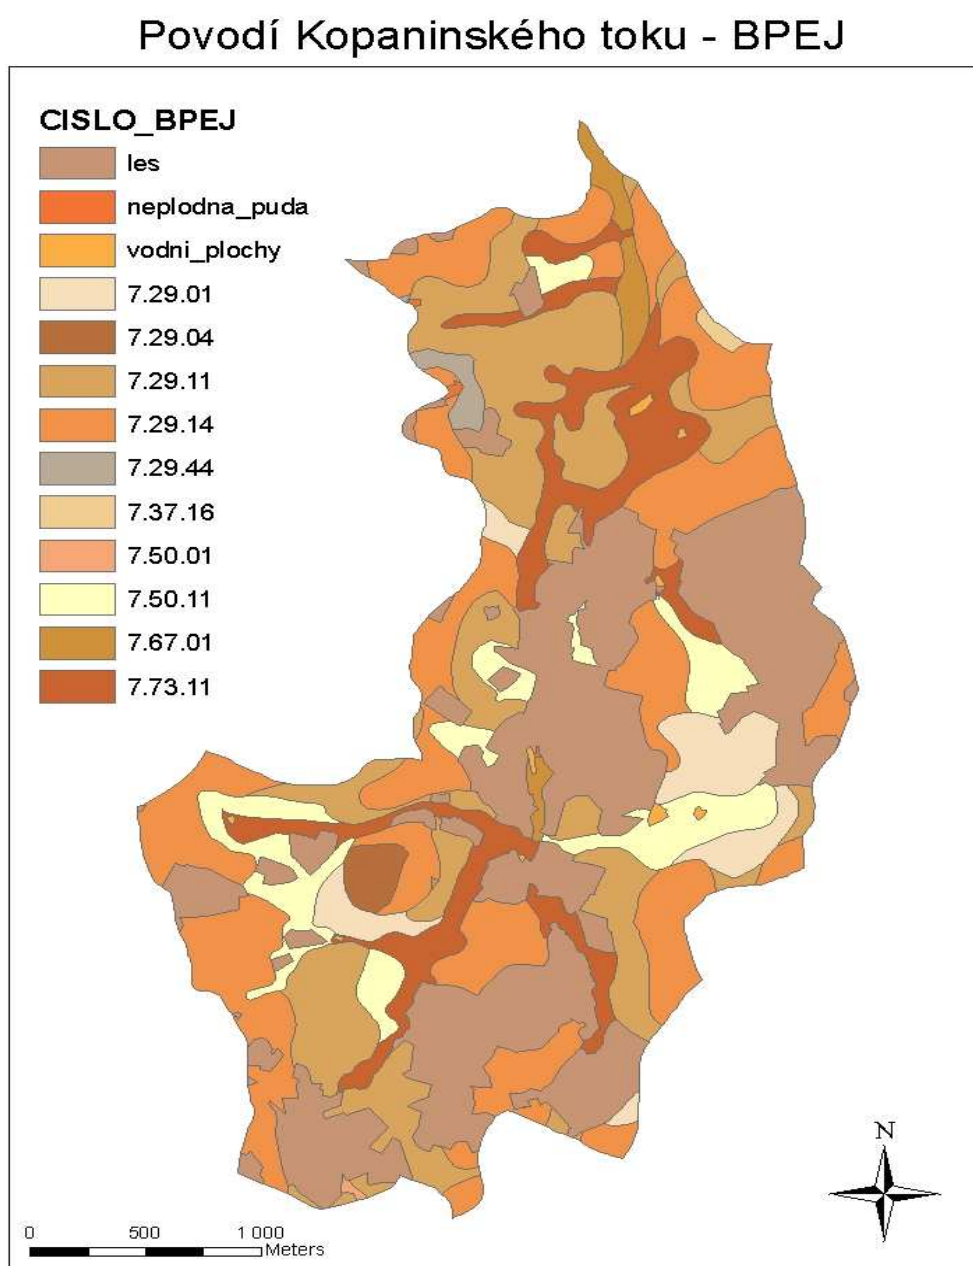 Povodí Kopaninského toku - BPEJ
CISLO_BPEJ
les
neplodna_puda
vodni_plochy
7.29.01
7.29.04
7.29.11
7.29.14
7.29.44
7.37.16
7.50.01
7.50.11
7.67.01
7.73.11
N
0 500 1 000
Meters